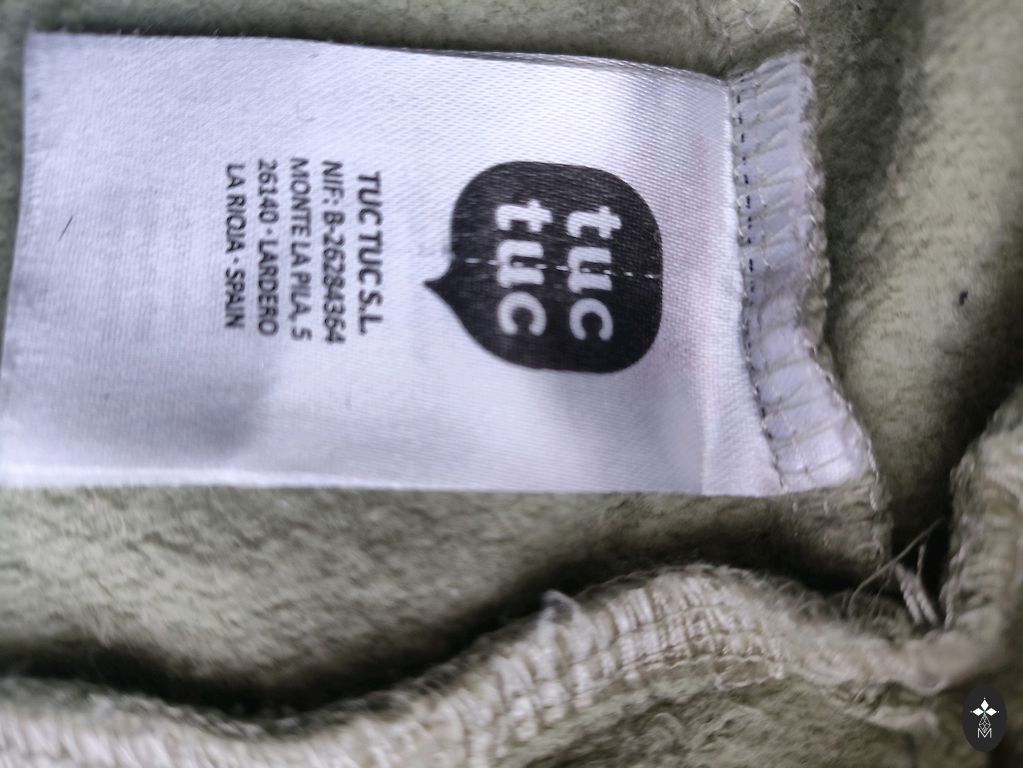 tuc
tuc
TUC TUC S.L.
NIF: B-26284364
MONTE LA PILA. 5
26140 - LARDERO
LA RIOJA - SPAIN
M